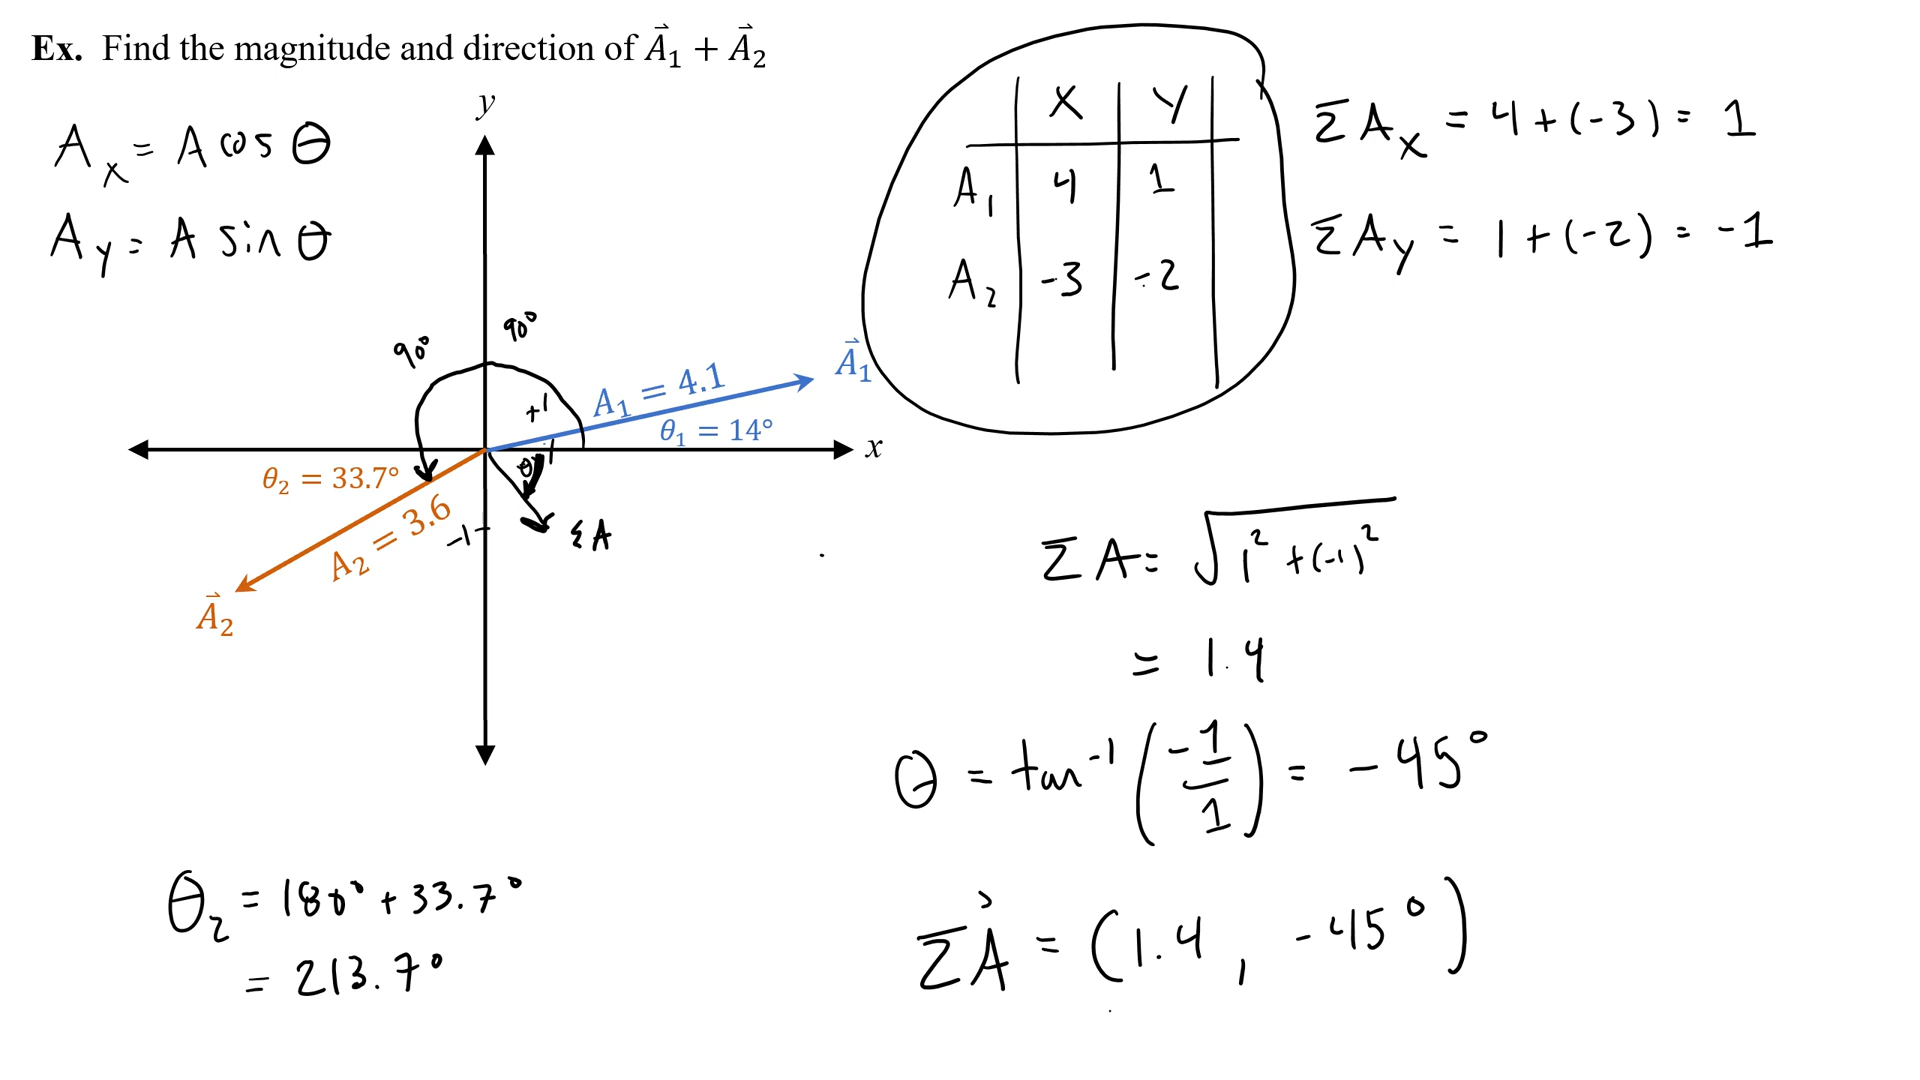 Ex. Find the magnitude and direction of A⃗₁ + A⃗₂
Aₓ = A cos θ
A_Y = A sin θ
y
x
90°
90°
+1
A₁ = 4.1
θ₁ = 14°
A⃗₁
θ₂ = 33.7°
A₂ = 3.6
A⃗₂
θ
-1
ΣA
X Y
A₁ 4 1
A₂ -3 -2
ΣAₓ = 4 + (-3) = 1
ΣA_Y = 1 + (-2) = -1
ΣA = √(1² + (-1)²)
= 1.4
θ = tan⁻¹(-1/1) = -45°
ΣA⃗ = (1.4, -45°)
θ₂ = 180° + 33.7°
= 213.7°